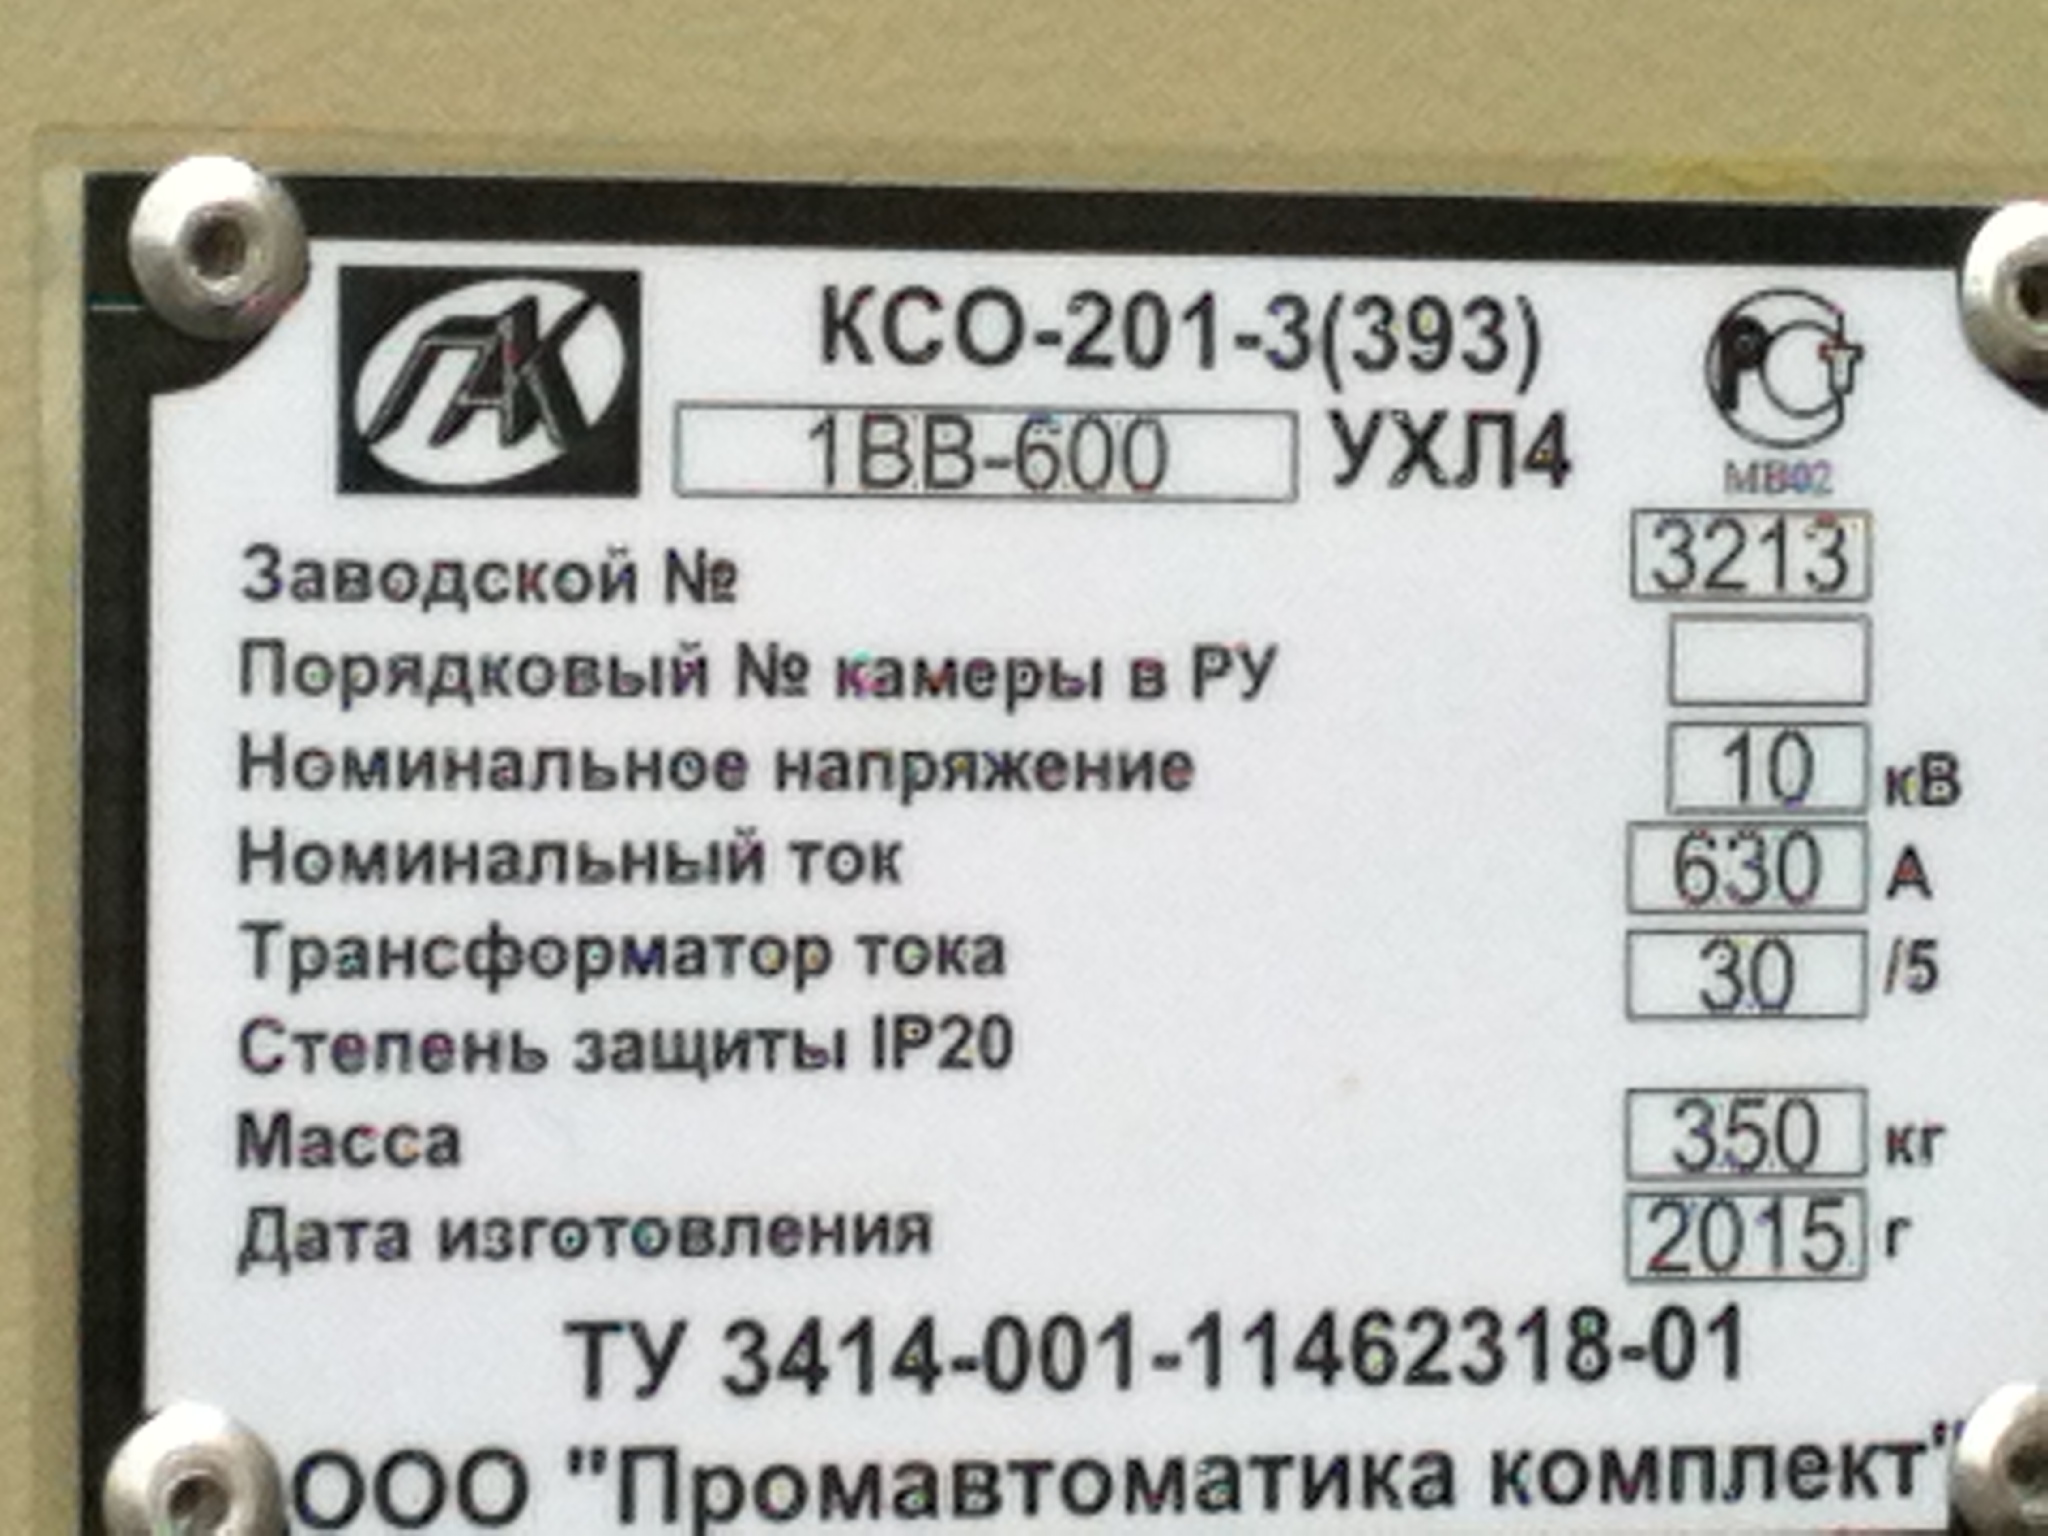 ПАК
КСО-201-3(393)
1ВВ-600 УХЛ4
РСт
МВ02
Заводской № 3213
Порядковый № камеры в РУ
Номинальное напряжение 10 кВ
Номинальный ток 630 А
Трансформатор тока 30 /5
Степень защиты IP20
Масса 350 кг
Дата изготовления 2015 г
ТУ 3414-001-11462318-01
ООО "Промавтоматика комплект"